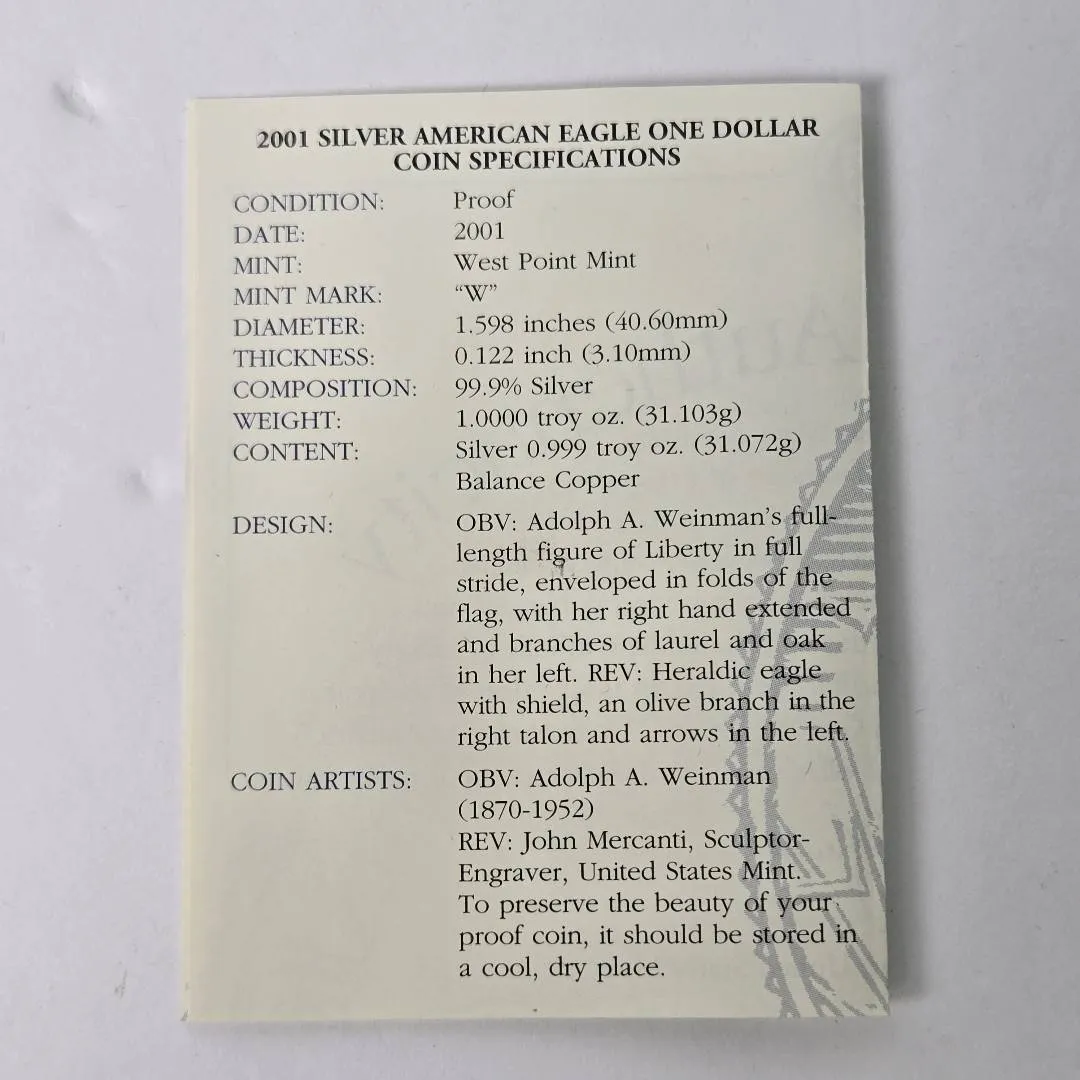 2001 SILVER AMERICAN EAGLE ONE DOLLAR
COIN SPECIFICATIONS
CONDITION: Proof
DATE: 2001
MINT: West Point Mint
MINT MARK: “W”
DIAMETER: 1.598 inches (40.60mm)
THICKNESS: 0.122 inch (3.10mm)
COMPOSITION: 99.9% Silver
WEIGHT: 1.0000 troy oz. (31.103g)
CONTENT: Silver 0.999 troy oz. (31.072g)
Balance Copper
DESIGN: OBV: Adolph A. Weinman’s full-
length figure of Liberty in full
stride, enveloped in folds of the
flag, with her right hand extended
and branches of laurel and oak
in her left. REV: Heraldic eagle
with shield, an olive branch in the
right talon and arrows in the left.
COIN ARTISTS: OBV: Adolph A. Weinman
(1870-1952)
REV: John Mercanti, Sculptor-
Engraver, United States Mint.
To preserve the beauty of your
proof coin, it should be stored in
a cool, dry place.